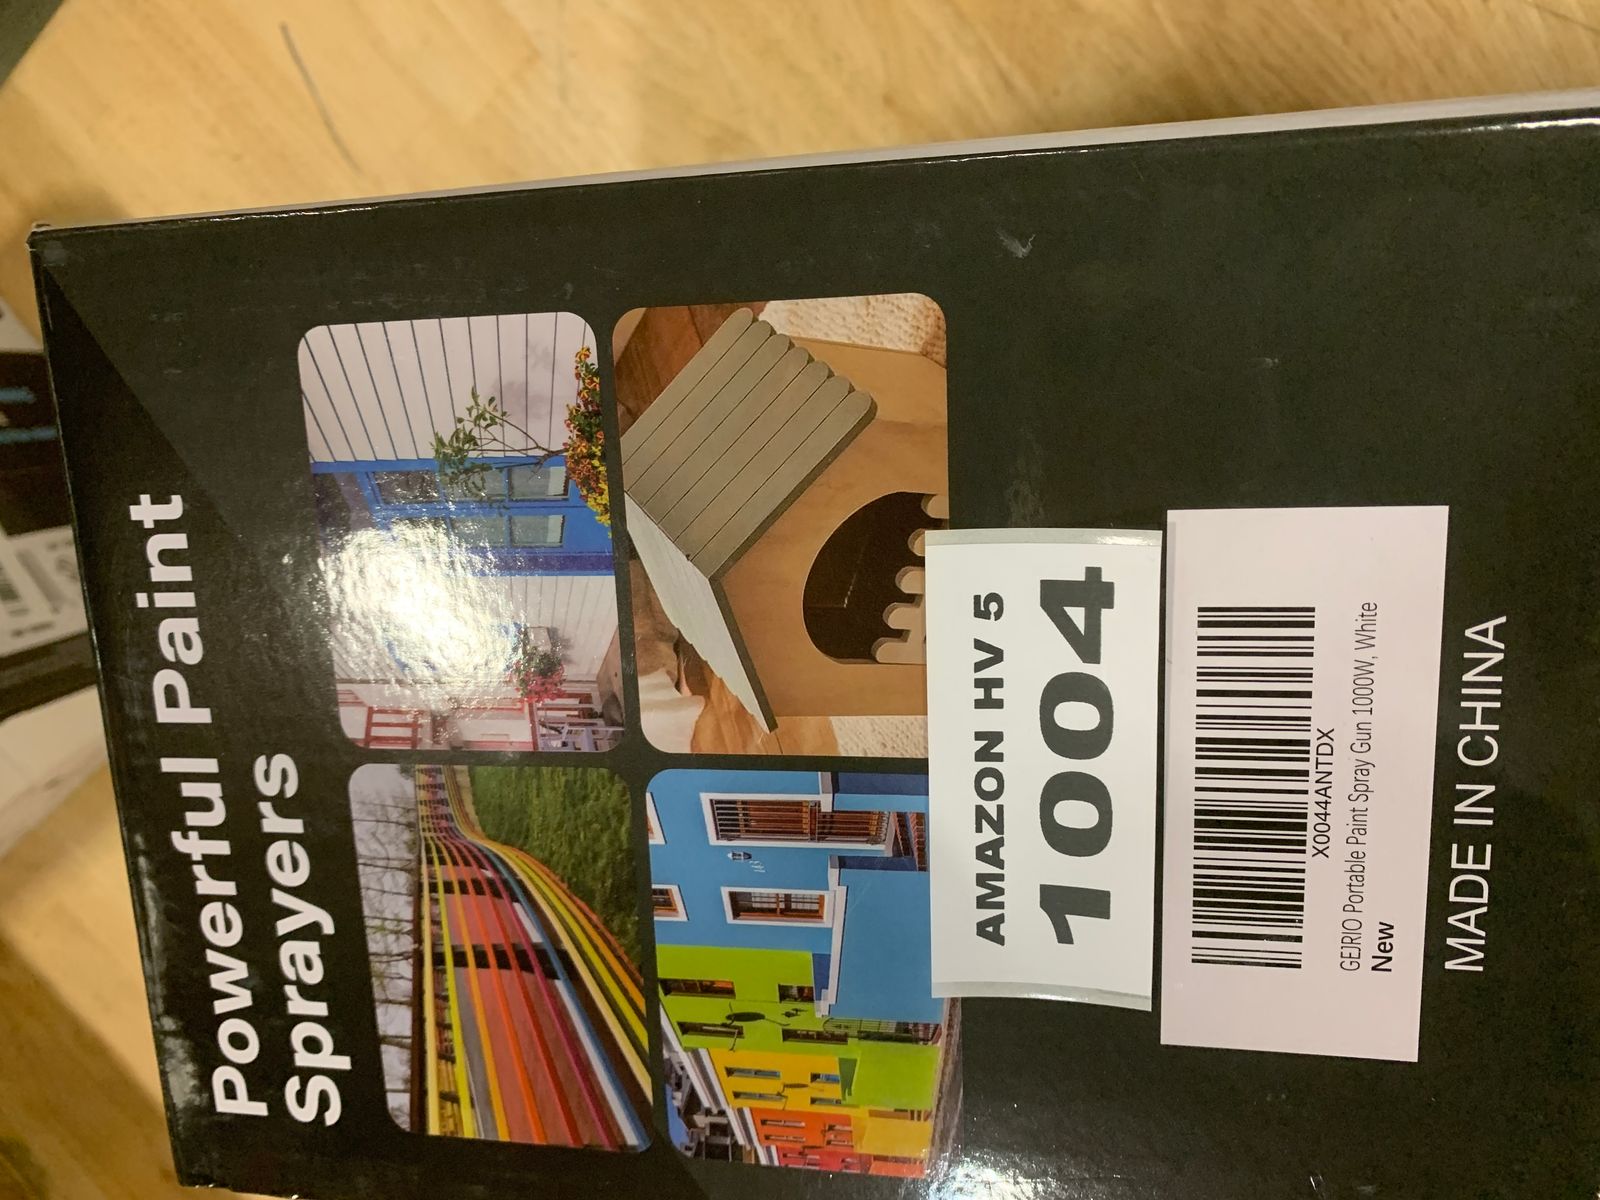 Powerful Paint
Sprayers
AMAZON HV 5
1004
X0044ANTDX
GEJRIO Portable Paint Spray Gun 1000W, White
New
MADE IN CHINA